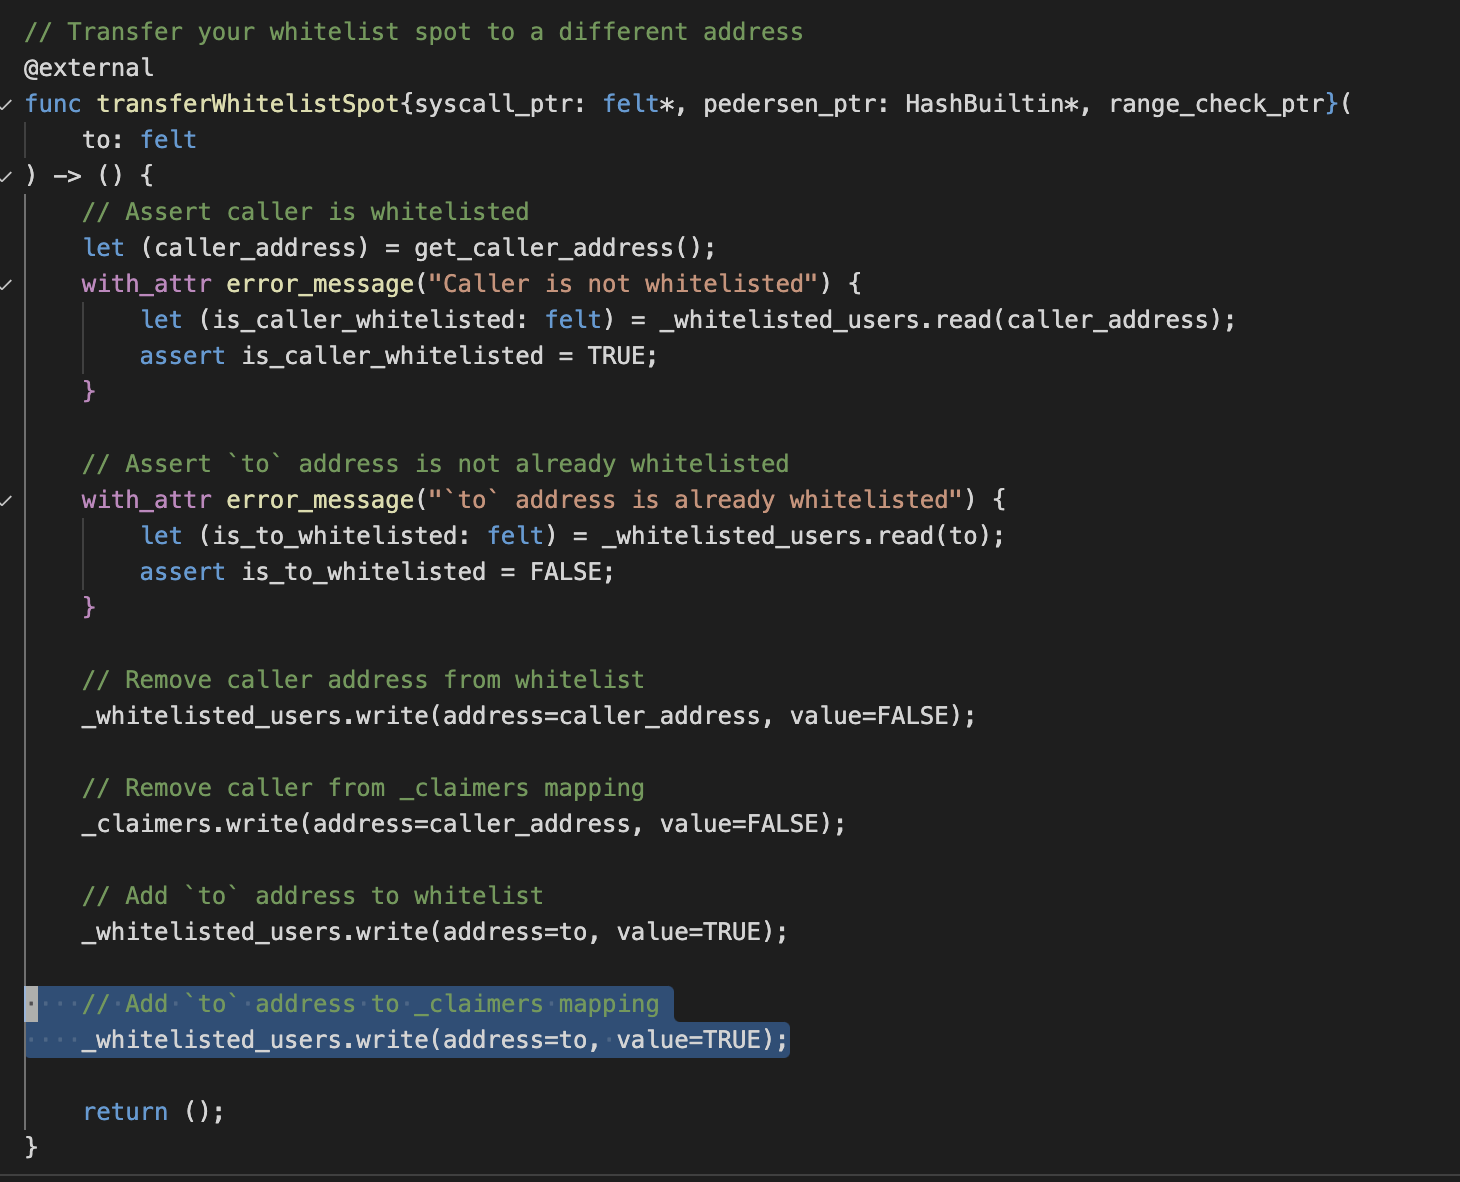 // Transfer your whitelist spot to a different address
@external
func transferWhitelistSpot{syscall_ptr: felt*, pedersen_ptr: HashBuiltin*, range_check_ptr}(
    to: felt
) -> () {
    // Assert caller is whitelisted
    let (caller_address) = get_caller_address();
    with_attr error_message("Caller is not whitelisted") {
        let (is_caller_whitelisted: felt) = _whitelisted_users.read(caller_address);
        assert is_caller_whitelisted = TRUE;
    }

    // Assert `to` address is not already whitelisted
    with_attr error_message("`to` address is already whitelisted") {
        let (is_to_whitelisted: felt) = _whitelisted_users.read(to);
        assert is_to_whitelisted = FALSE;
    }

    // Remove caller address from whitelist
    _whitelisted_users.write(address=caller_address, value=FALSE);

    // Remove caller from _claimers mapping
    _claimers.write(address=caller_address, value=FALSE);

    // Add `to` address to whitelist
    _whitelisted_users.write(address=to, value=TRUE);

    // Add `to` address to _claimers mapping
    _whitelisted_users.write(address=to, value=TRUE);

    return ();
}